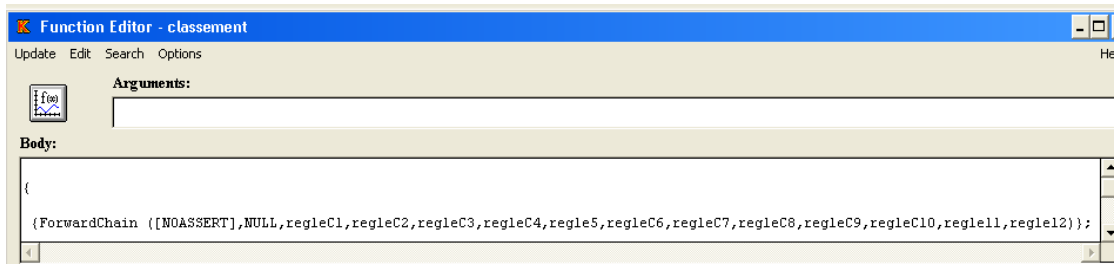 Function Editor - classement
Update Edit Search Options He
Arguments:
Body:
{
{ForwardChain ([NOASSERT],NULL,regleC1,regleC2,regleC3,regleC4,regle5,regleC6,regleC7,regleC8,regleC9,regleC10,regle11,regle12)};